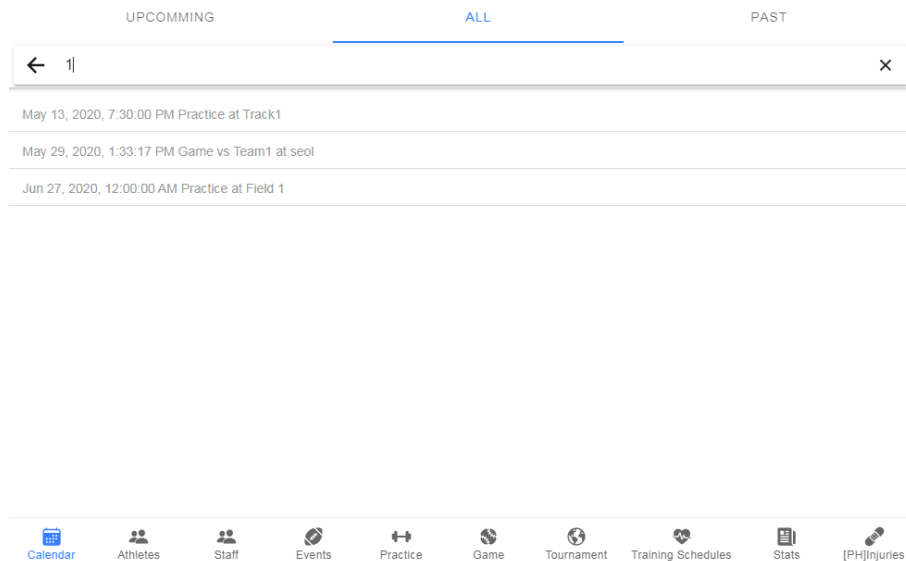 UPCOMMING ALL PAST
1
May 13, 2020, 7:30:00 PM Practice at Track1
May 29, 2020, 1:33:17 PM Game vs Team1 at seol
Jun 27, 2020, 12:00:00 AM Practice at Field 1
Calendar Athletes Staff Events Practice Game Tournament Training Schedules Stats [PH]Injuries